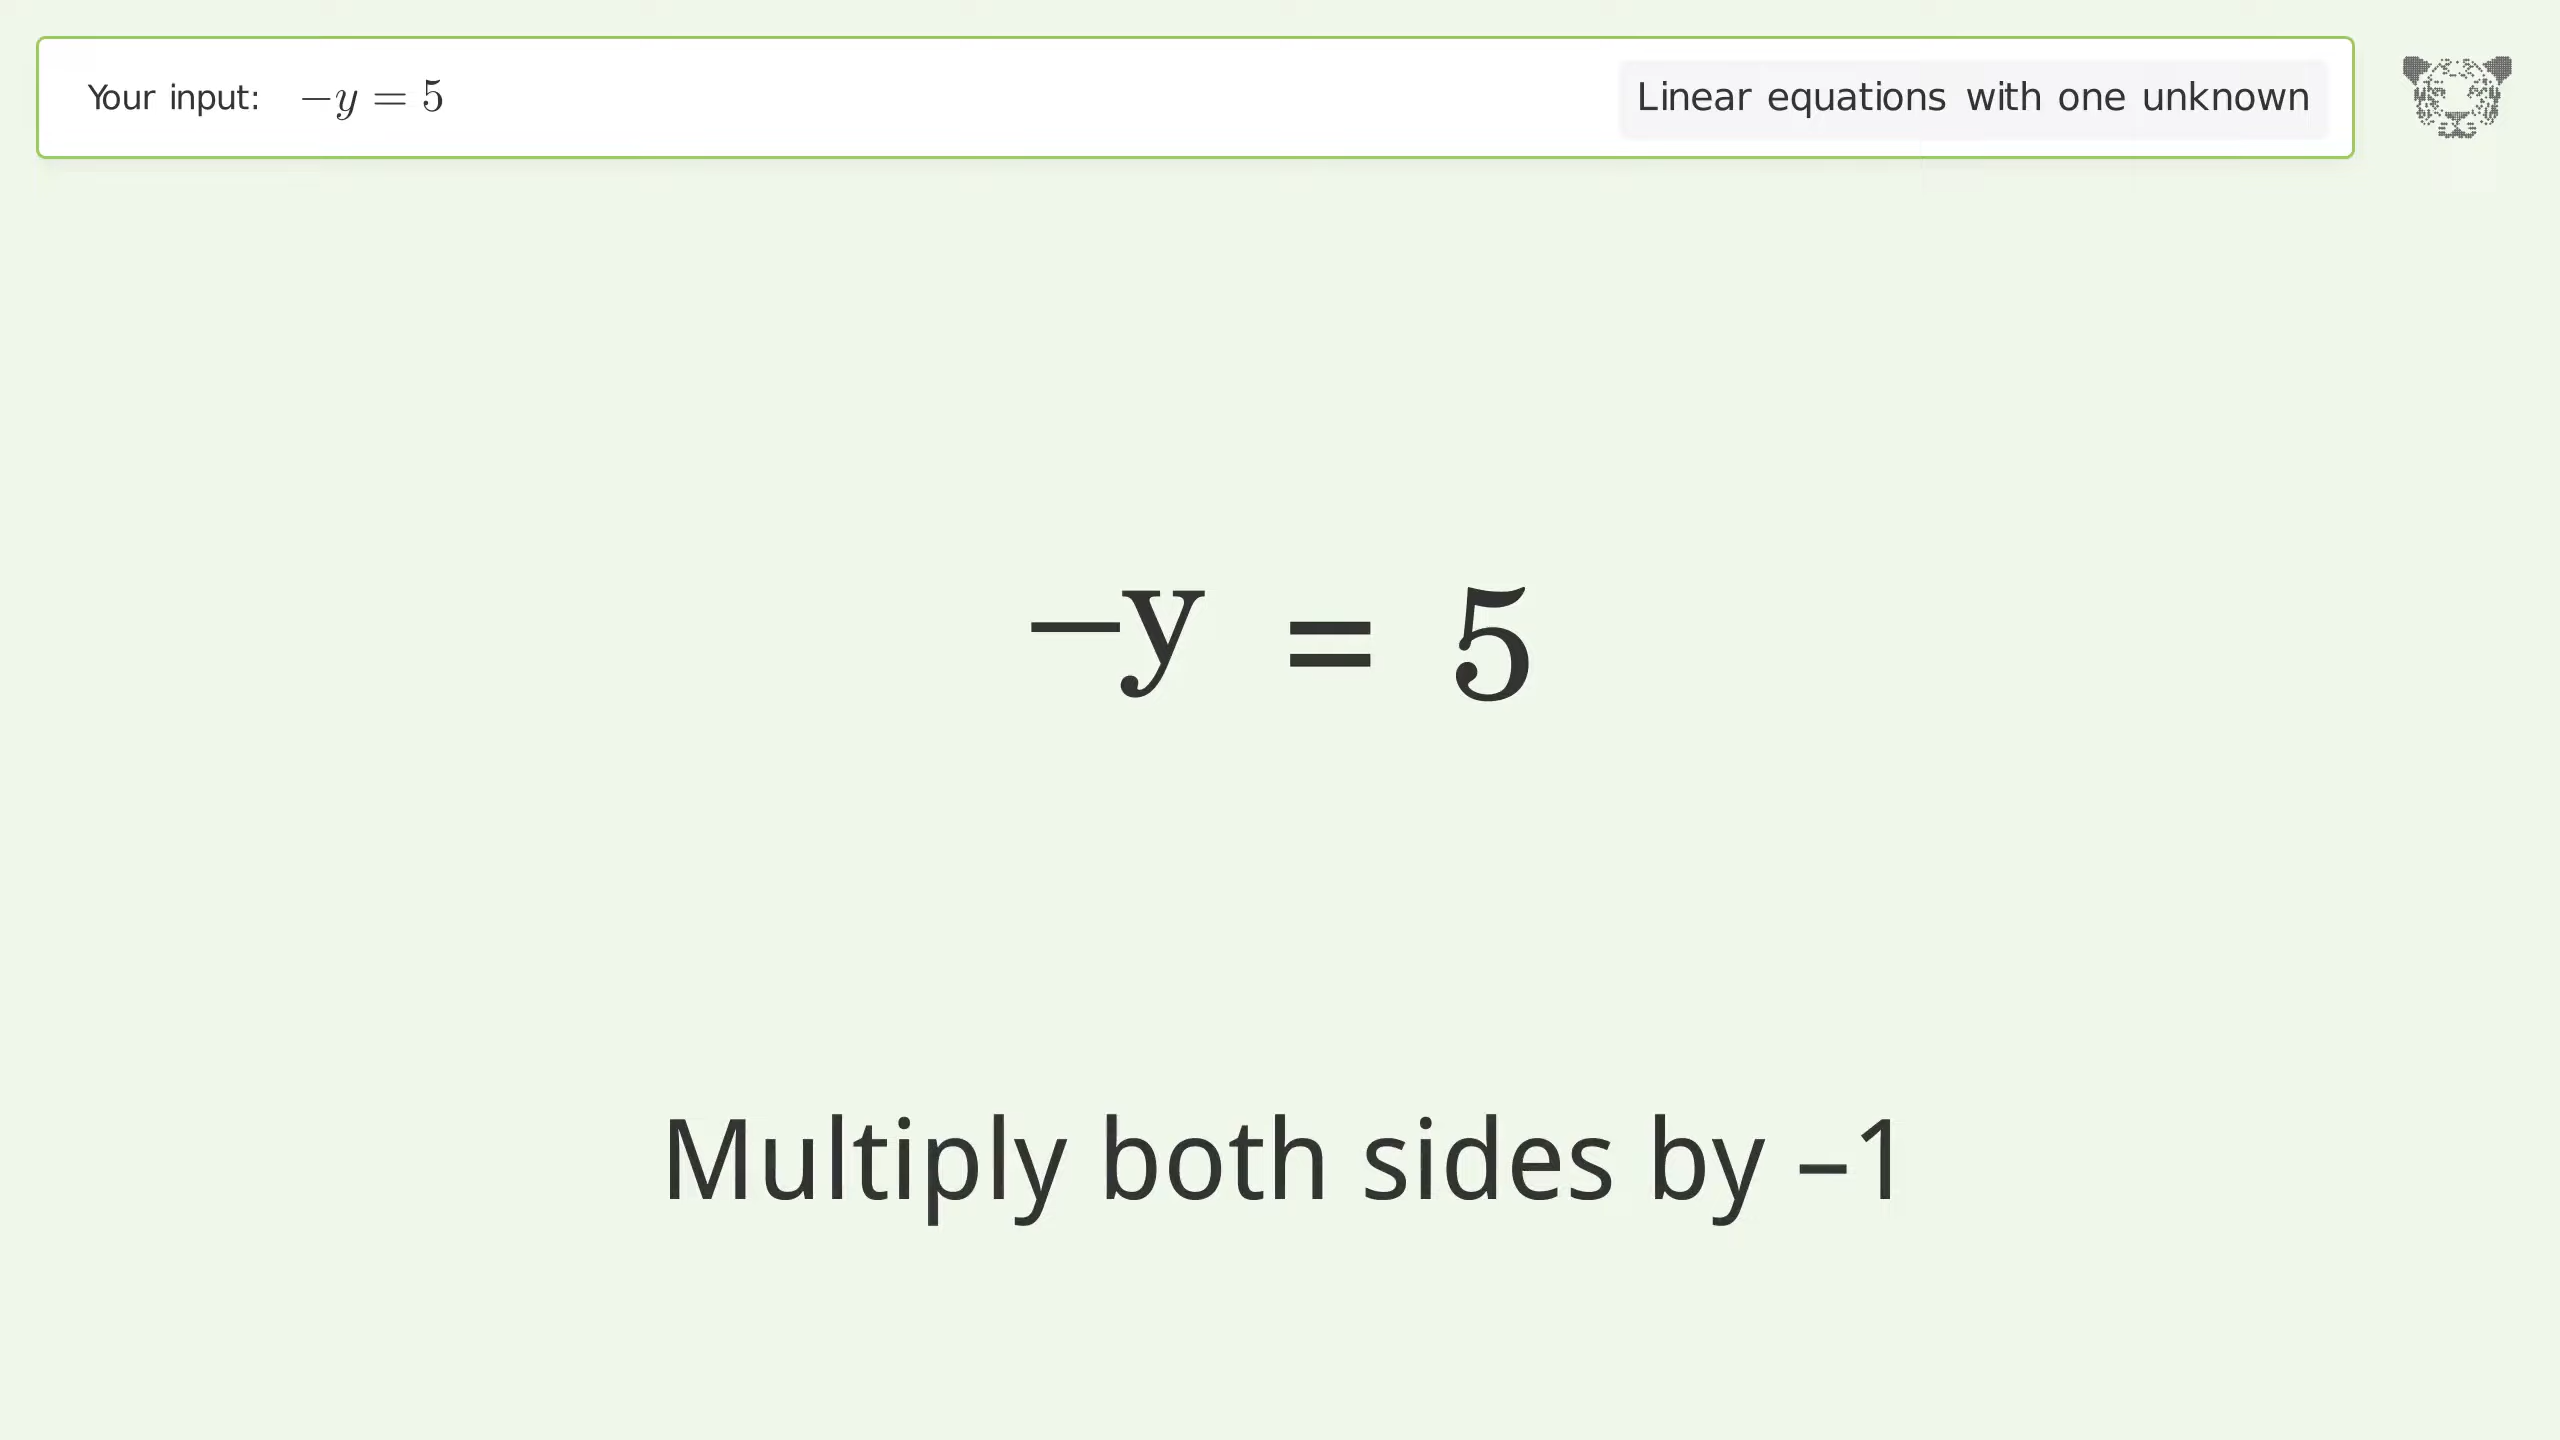 Your input: −y = 5 Linear equations with one unknown
−y = 5
Multiply both sides by –1